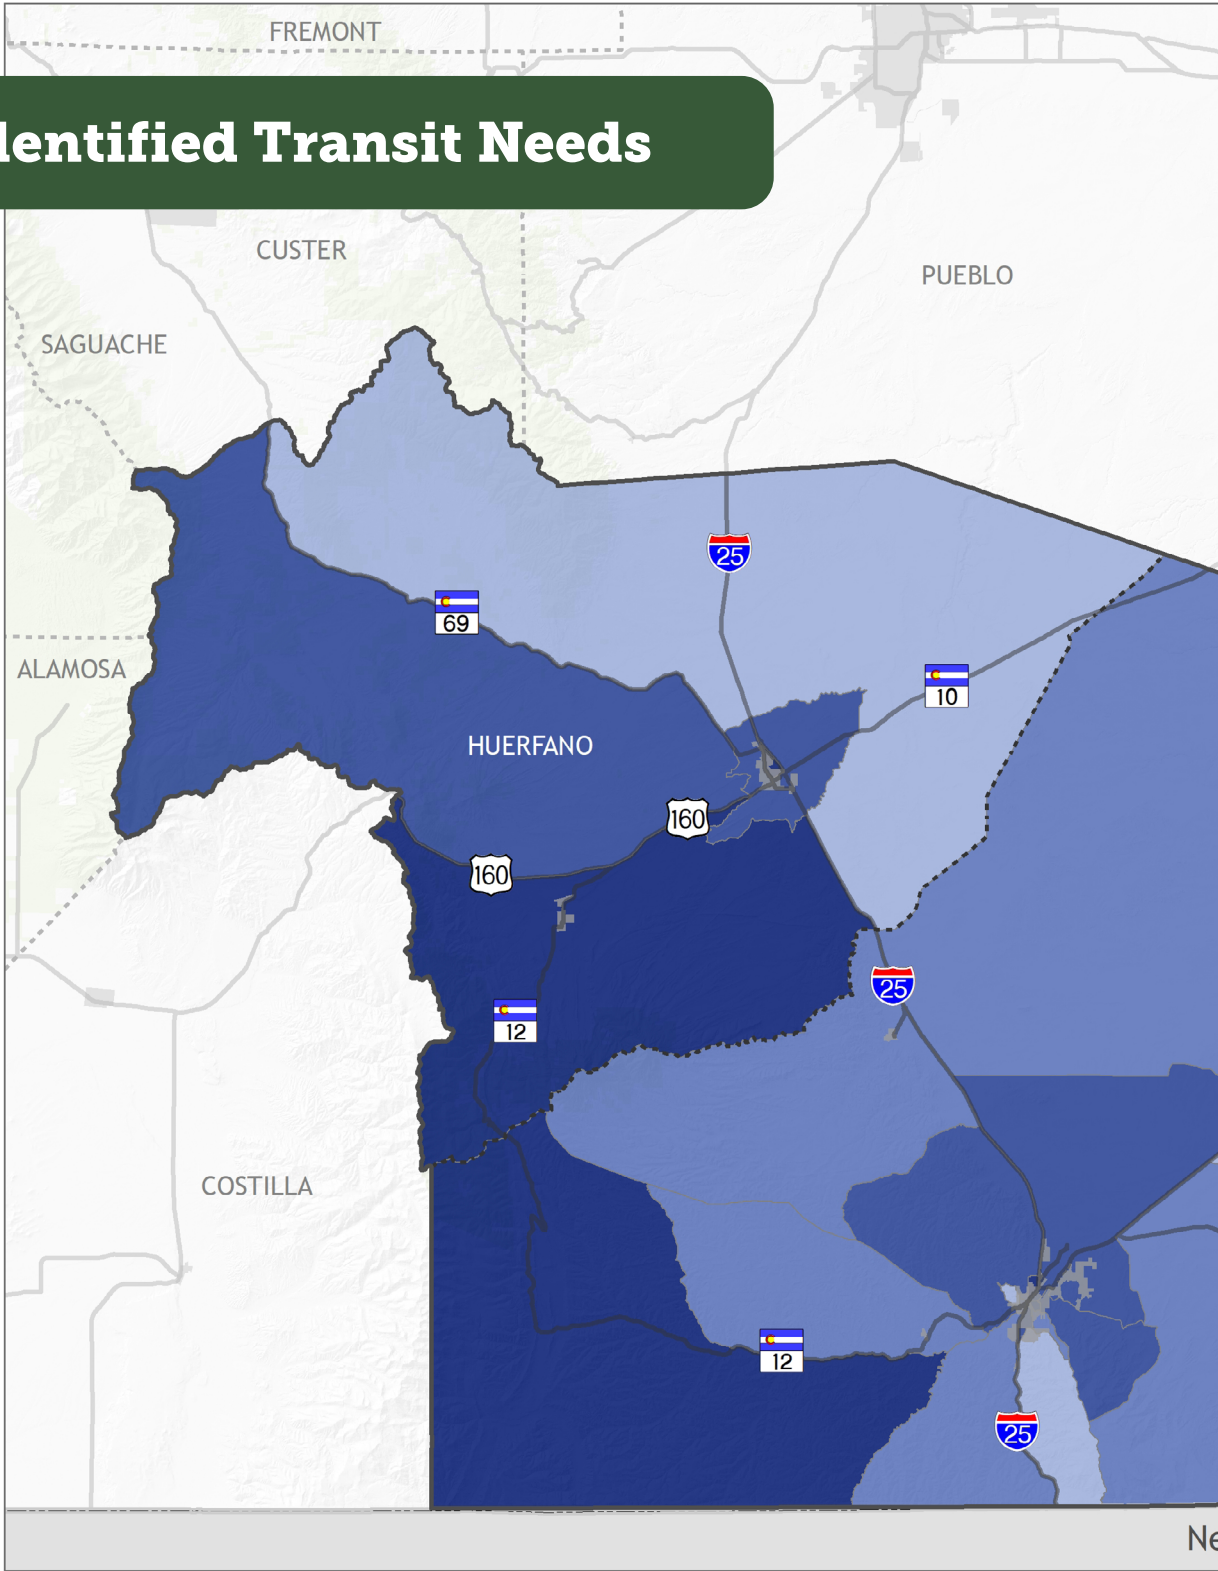 FREMONT
dentified Transit Needs
CUSTER
PUEBLO
SAGUACHE
25
69
ALAMOSA
10
HUERFANO
160
160
25
12
COSTILLA
12
25
Ne